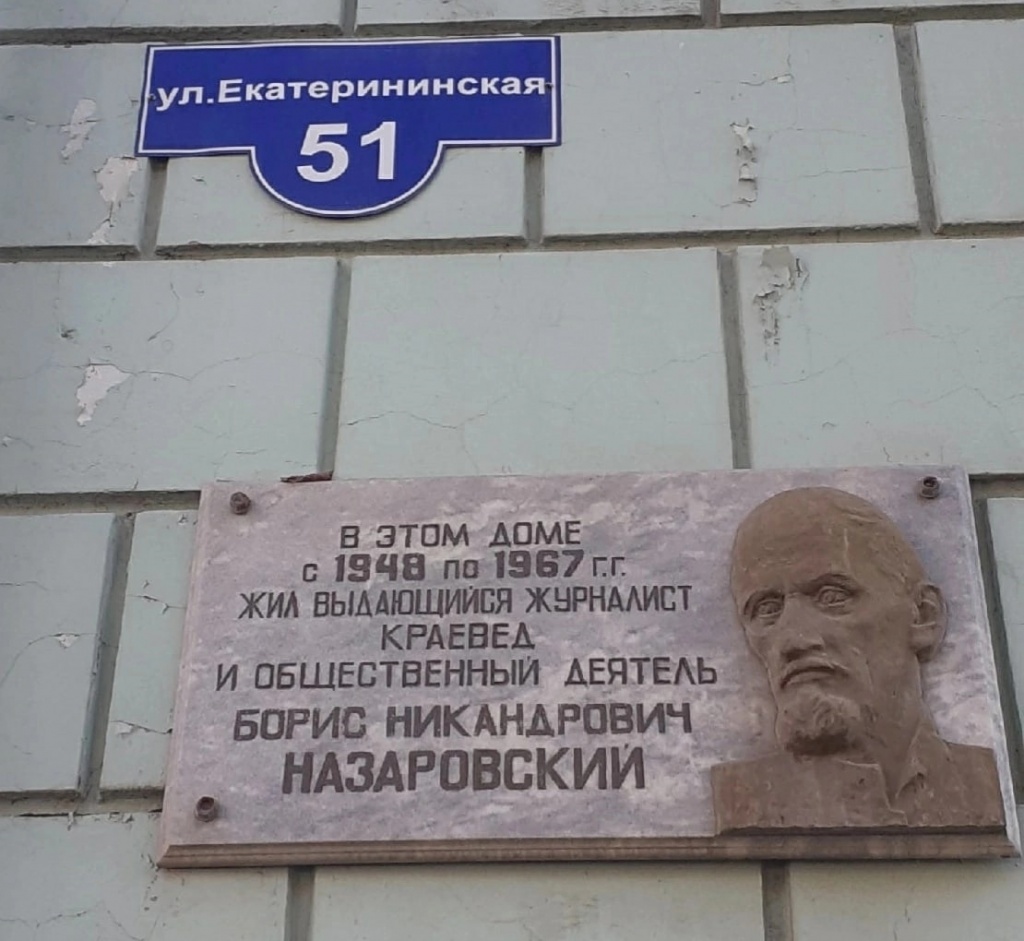 ул.Екатерининская
51
В ЭТОМ ДОМЕ
с 1948 по 1967 г.г.
ЖИЛ ВЫДАЮЩИЙСЯ ЖУРНАЛИСТ
КРАЕВЕД
И ОБЩЕСТВЕННЫЙ ДЕЯТЕЛЬ
БОРИС НИКАНДРОВИЧ
НАЗАРОВСКИЙ